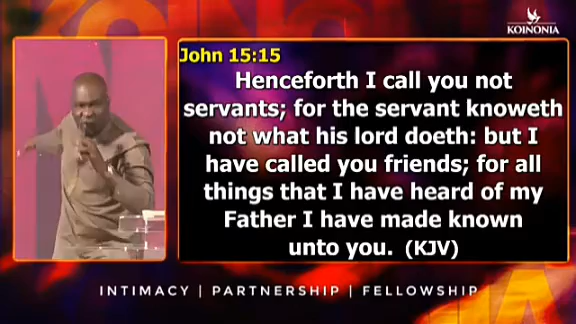 KOINONIA
John 15:15
Henceforth I call you not
servants; for the servant knoweth
not what his lord doeth: but I
have called you friends; for all
things that I have heard of my
Father I have made known
unto you. (KJV)
INTIMACY | PARTNERSHIP | FELLOWSHIP